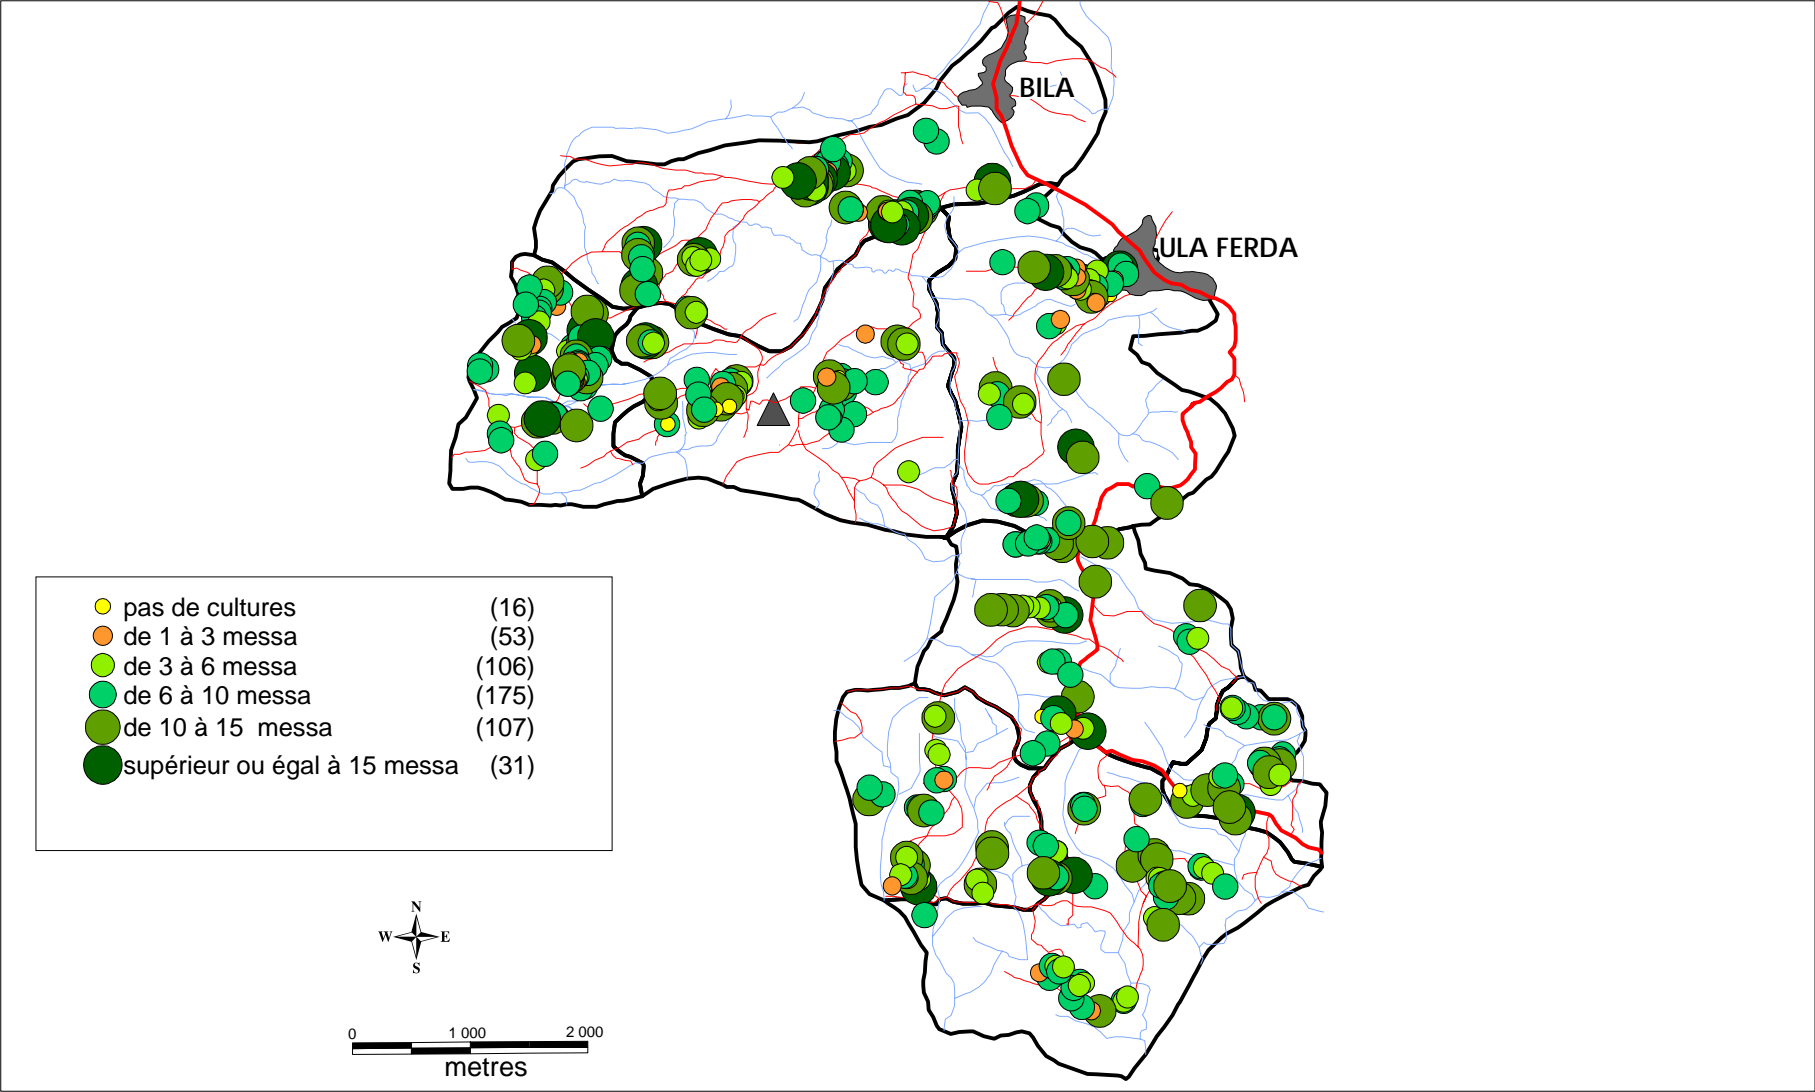 BILA
ULA FERDA
pas de cultures (16)
de 1 à 3 messa (53)
de 3 à 6 messa (106)
de 6 à 10 messa (175)
de 10 à 15 messa (107)
supérieur ou égal à 15 messa (31)
N
W E
S
0 1 000 2 000
metres